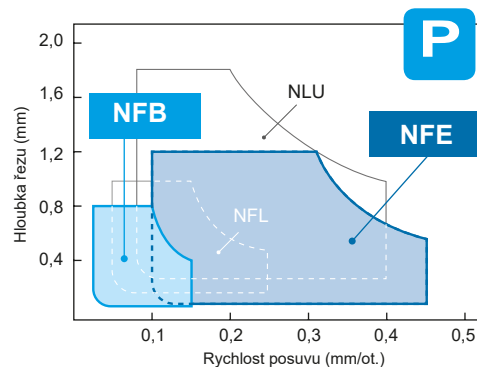 P
2,0
1,6
1,2
0,8
0,4
Hloubka řezu (mm)
NLU
NFB
NFE
NFL
0,1
0,2
0,3
0,4
0,5
Rychlost posuvu (mm/ot.)